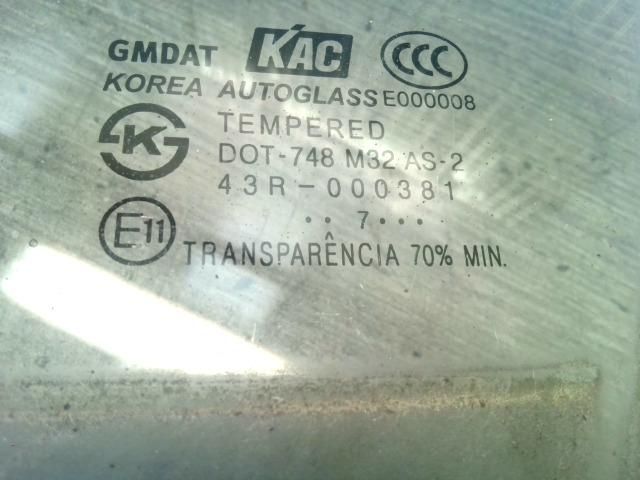 GMDAT KAC CCC
KOREA AUTOGLASS E000008
K TEMPERED
DOT-748 M32 AS-2
43R-000381
•• 7 •••
E11 TRANSPARÊNCIA 70% MIN.